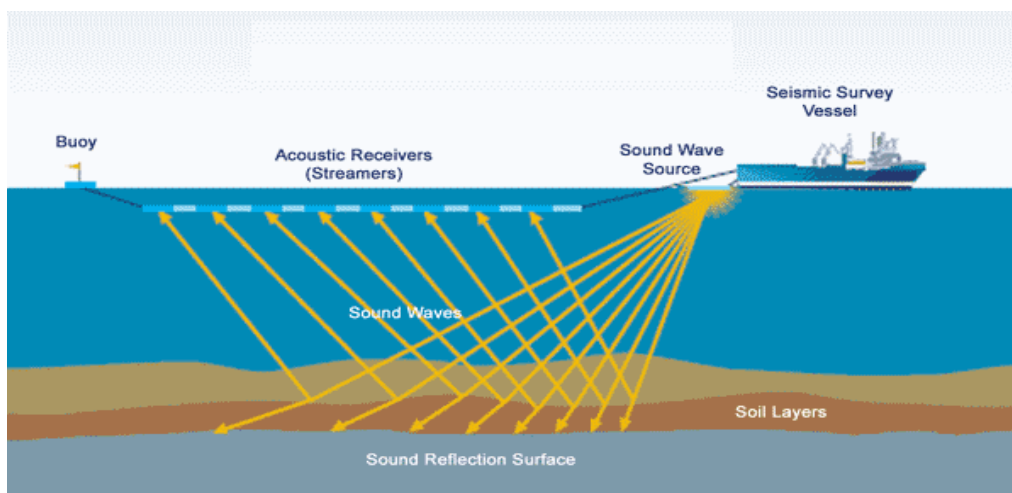 Seismic Survey
Vessel
Buoy
Acoustic Receivers
(Streamers)
Sound Wave
Source
Sound Waves
Soil Layers
Sound Reflection Surface